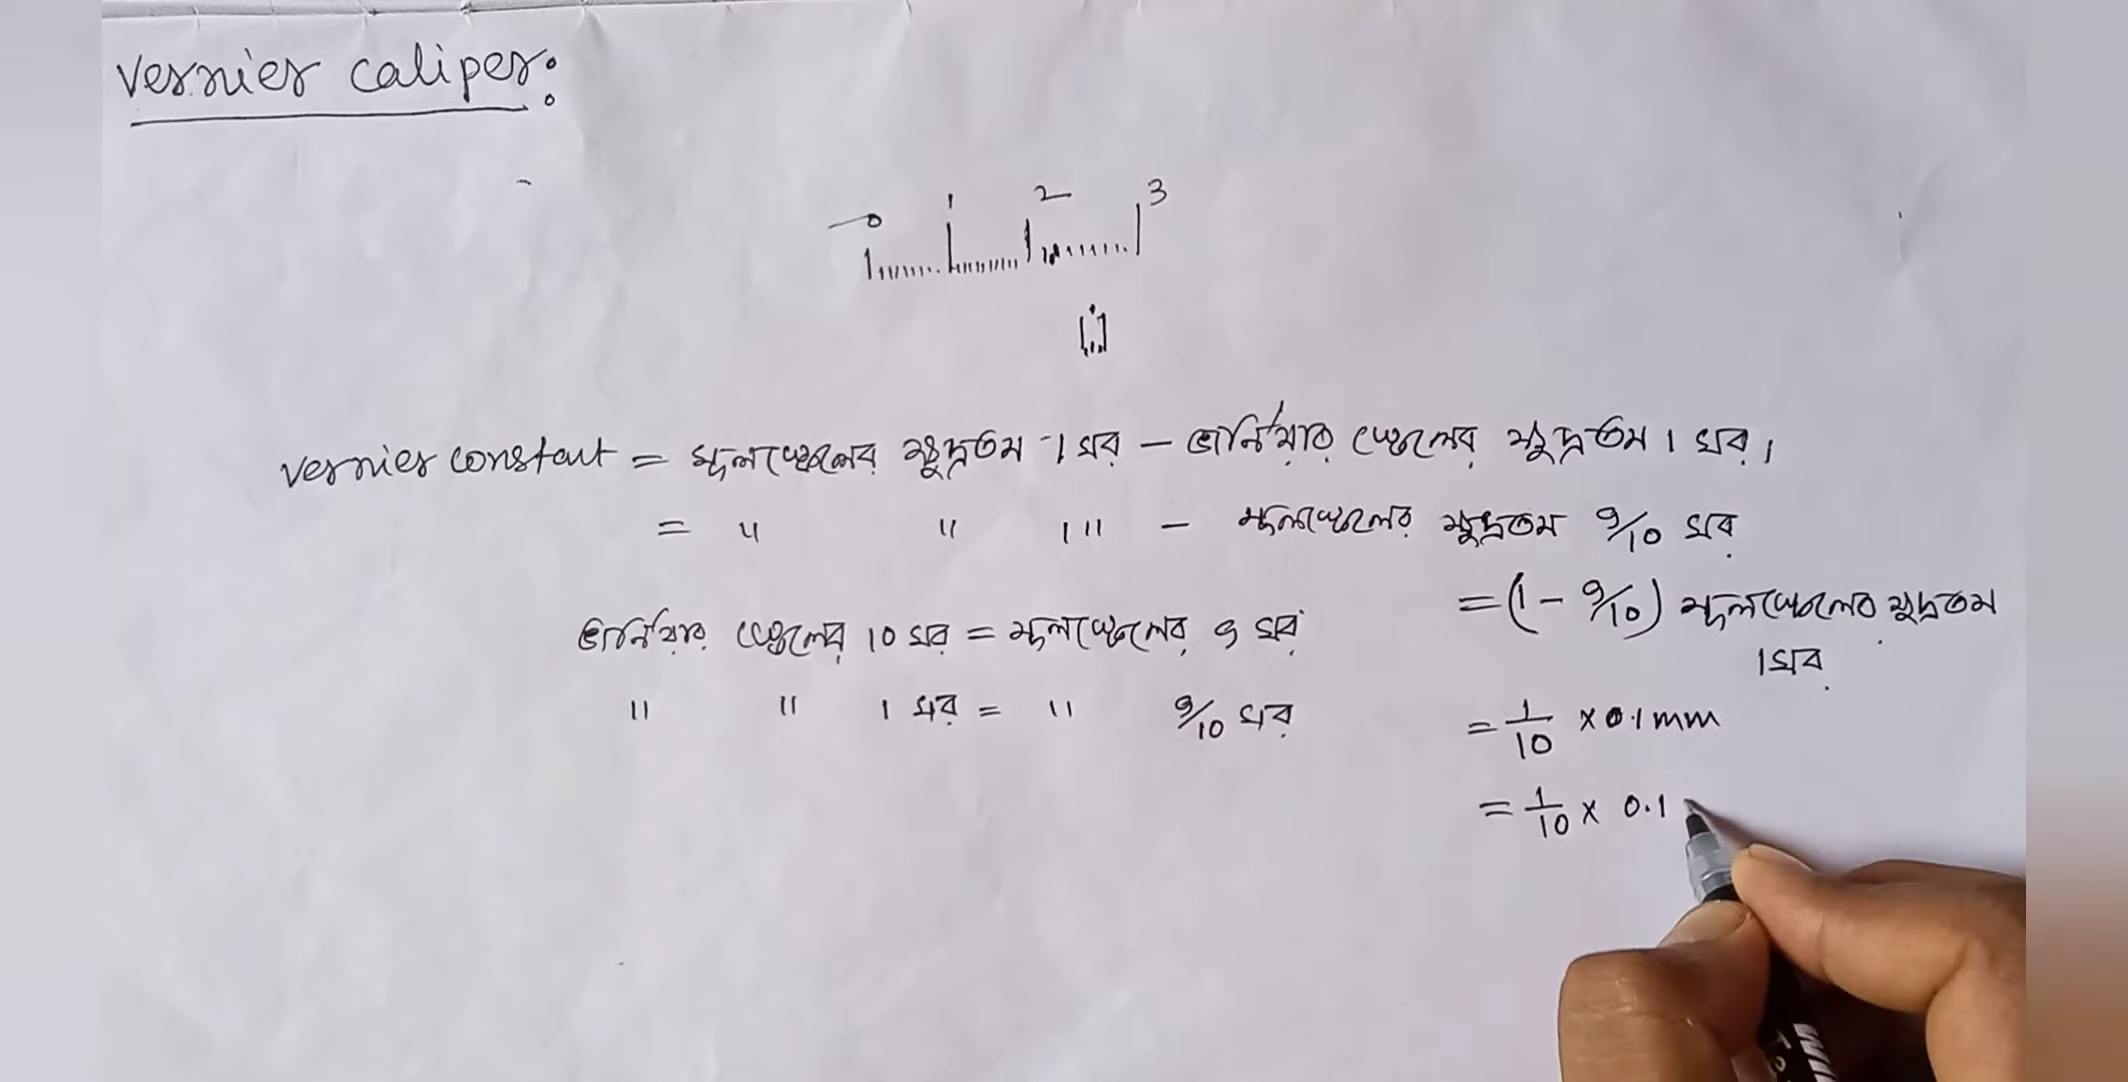 Vernier caliper:
0 1 2 3
vernier constant = মূলস্কেলের ক্ষুদ্রতম 1 ঘর – ভার্নিয়ার স্কেলের ক্ষুদ্রতম 1 ঘর।
= " " 1 " – মূলস্কেলের ক্ষুদ্রতম 9/10 ঘর
= (1 – 9/10) মূলস্কেলের ক্ষুদ্রতম
1 ঘর
ভার্নিয়ার স্কেলের 10 ঘর = মূলস্কেলের 9 ঘর
" " 1 ঘর = " 9/10 ঘর
= 1/10 × 0.1 mm
= 1/10 × 0.1